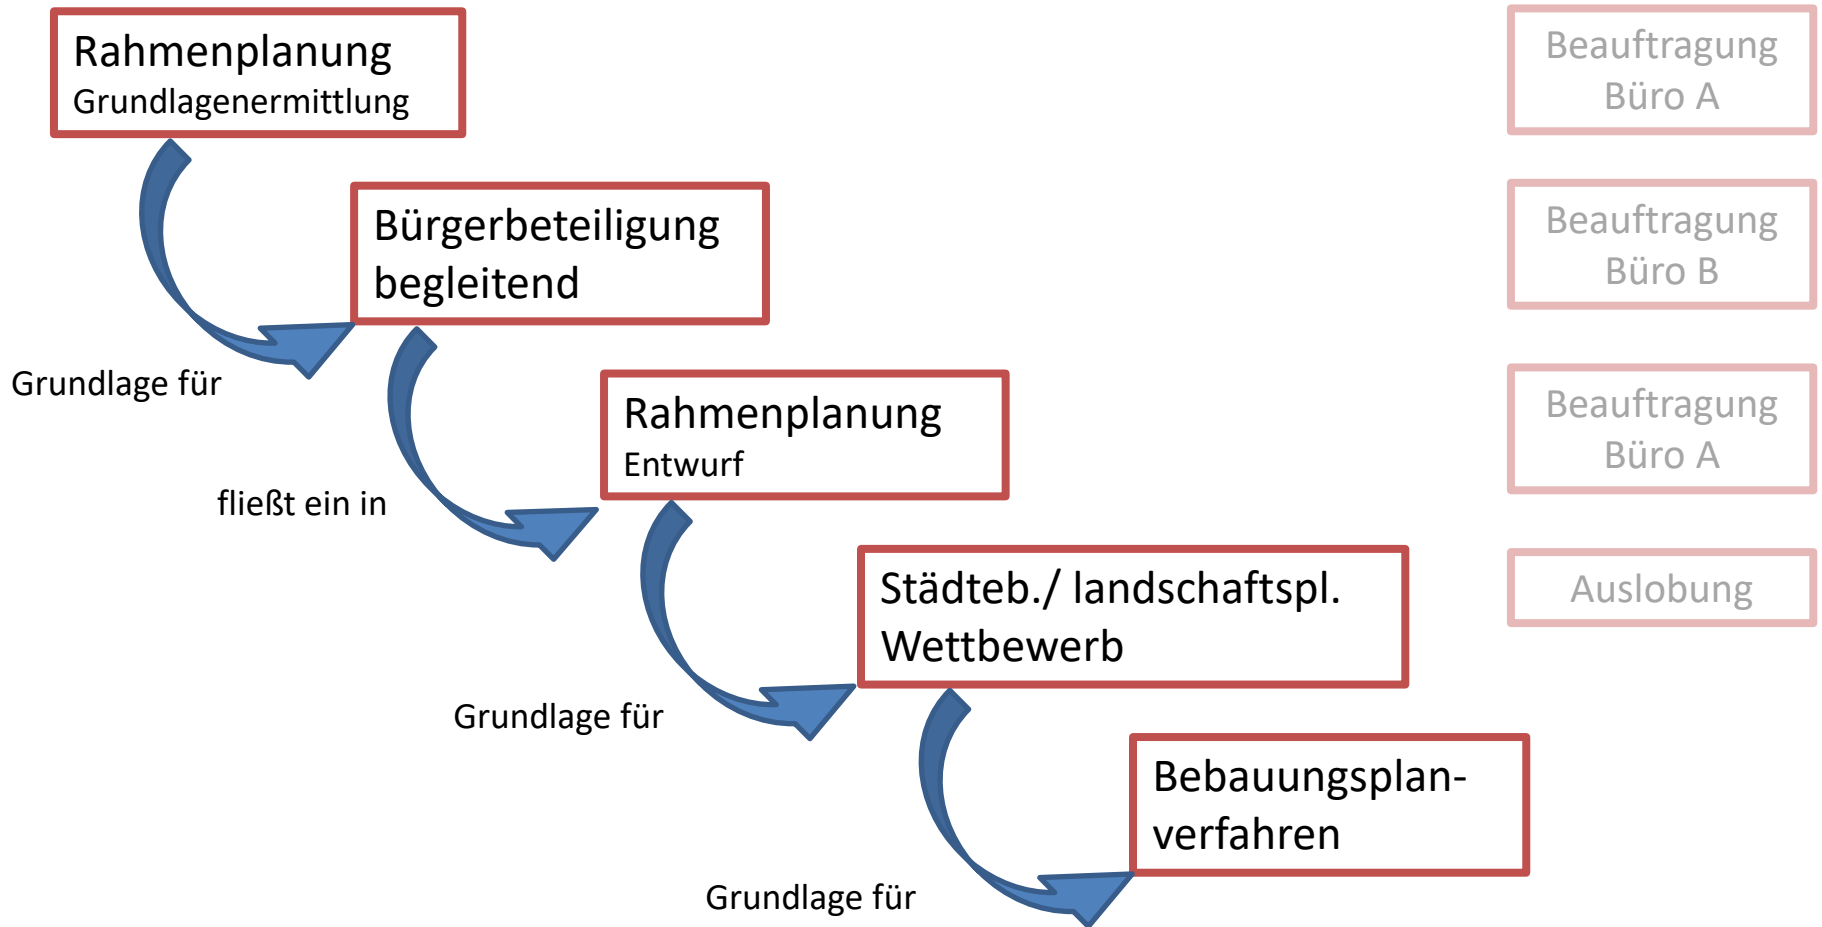 Rahmenplanung
Grundlagenermittlung
Beauftragung
Büro A
Bürgerbeteiligung
begleitend
Beauftragung
Büro B
Grundlage für
Rahmenplanung
Entwurf
Beauftragung
Büro A
fließt ein in
Städteb./ landschaftspl.
Wettbewerb
Auslobung
Grundlage für
Bebauungsplan-
verfahren
Grundlage für